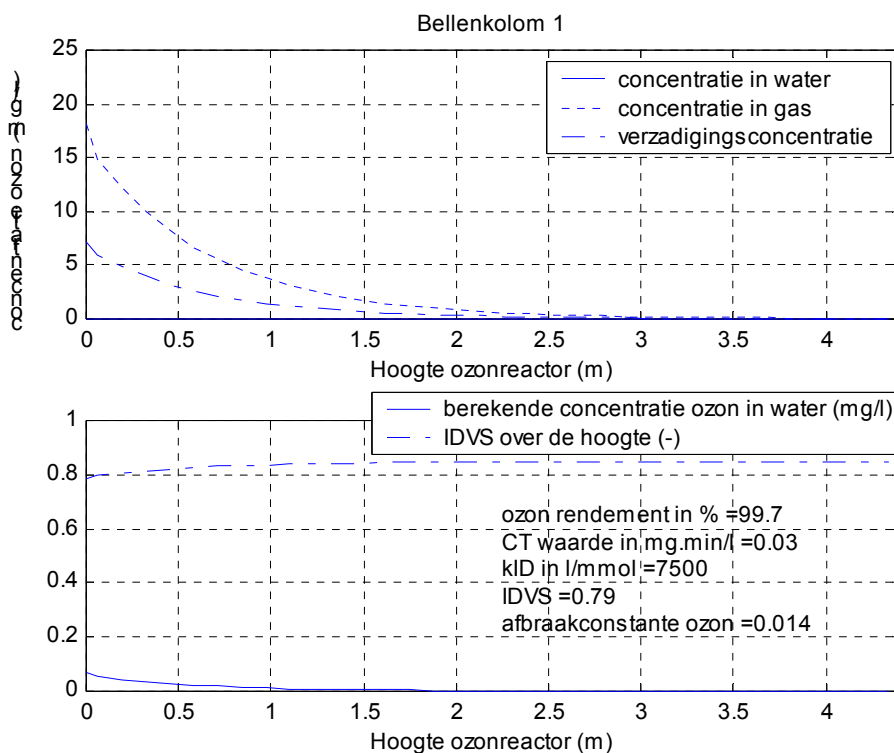 Bellenkolom 1
concentratie ozon (mg/l)
25
20
15
10
5
0
concentratie in water
concentratie in gas
verzadigingsconcentratie
0 0.5 1 1.5 2 2.5 3 3.5 4
Hoogte ozonreactor (m)
1
0.8
0.6
0.4
0.2
0
berekende concentratie ozon in water (mg/l)
IDVS over de hoogte (-)
ozon rendement in % =99.7
CT waarde in mg.min/l =0.03
kID in l/mmol =7500
IDVS =0.79
afbraakconstante ozon =0.014
0 0.5 1 1.5 2 2.5 3 3.5 4
Hoogte ozonreactor (m)